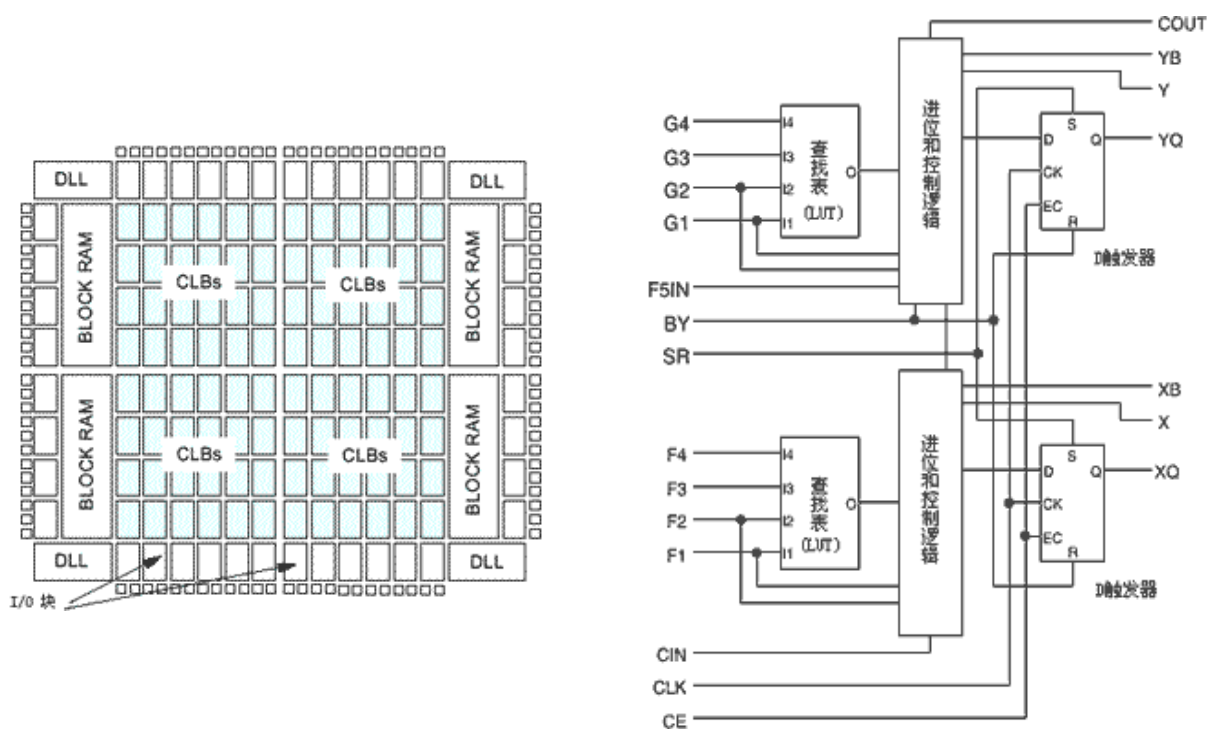 DLL
DLL
BLOCK RAM
CLBs
CLBs
BLOCK RAM
BLOCK RAM
CLBs
CLBs
BLOCK RAM
DLL
DLL
I/O 块
COUT
YB
Y
进位和控制逻辑
G4
G3
G2
G1
I4
I3
I2
I1
查找表
(LUT)
O
S
D
Q
CK
EC
R
YQ
D触发器
F5IN
BY
SR
XB
X
进位和控制逻辑
F4
F3
F2
F1
I4
I3
I2
I1
查找表
(LUT)
O
S
D
Q
CK
EC
R
XQ
D触发器
CIN
CLK
CE